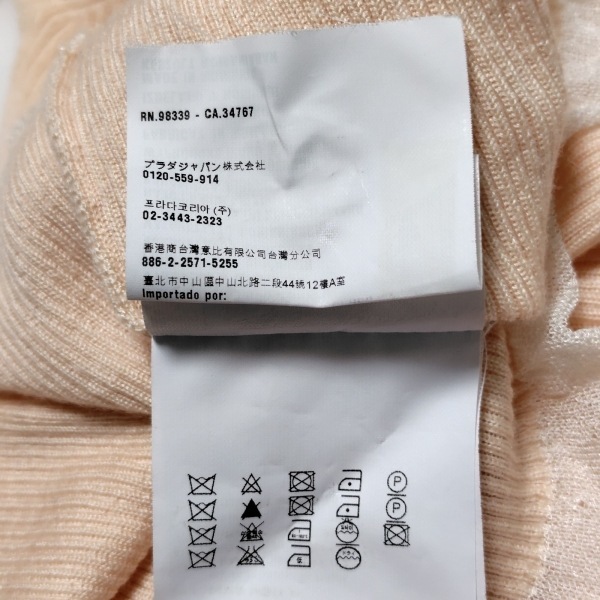 RN.98339 - CA.34767
プラダジャパン株式会社
0120-559-914
프라다코리아 (주)
02-3443-2323
香港商台灣意比有限公司台灣分公司
886-2-2571-5255
臺北市中山區中山北路二段44號12樓A室
Importado por:
P
P